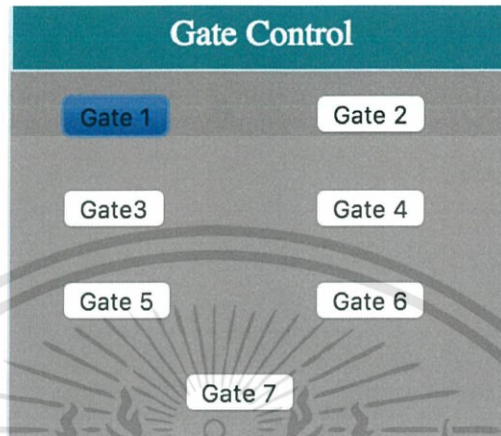 Gate Control
Gate 1 Gate 2
Gate3 Gate 4
Gate 5 Gate 6
Gate 7